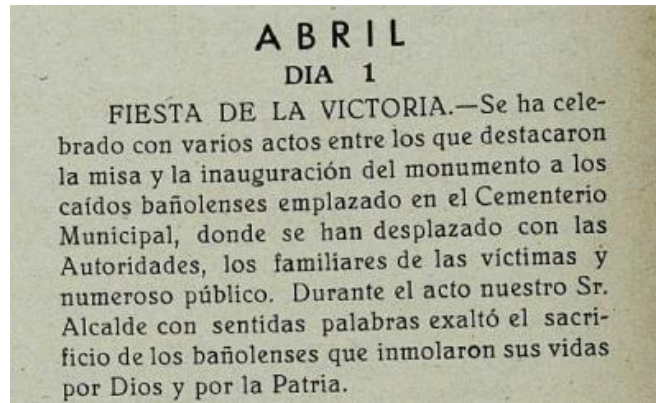 ABRIL
DIA 1
FIESTA DE LA VICTORIA.—Se ha cele-
brado con varios actos entre los que destacaron
la misa y la inauguración del monumento a los
caídos bañolenses emplazado en el Cementerio
Municipal, donde se han desplazado con las
Autoridades, los familiares de las víctimas y
numeroso público. Durante el acto nuestro Sr.
Alcalde con sentidas palabras exaltó el sacri-
ficio de los bañolenses que inmolaron sus vidas
por Dios y por la Patria.